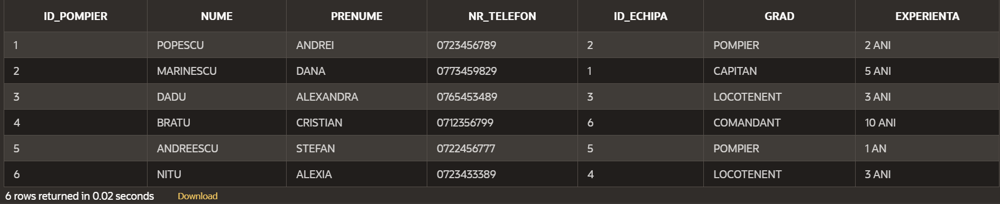 ID_POMPIER NUME PRENUME NR_TELEFON ID_ECHIPA GRAD EXPERIENTA
1 POPESCU ANDREI 0723456789 2 POMPIER 2 ANI
2 MARINESCU DANA 0773459829 1 CAPITAN 5 ANI
3 DADU ALEXANDRA 0765453489 3 LOCOTENENT 3 ANI
4 BRATU CRISTIAN 0712356799 6 COMANDANT 10 ANI
5 ANDREESCU STEFAN 0722456777 5 POMPIER 1 AN
6 NITU ALEXIA 0723433389 4 LOCOTENENT 3 ANI
6 rows returned in 0.02 seconds Download